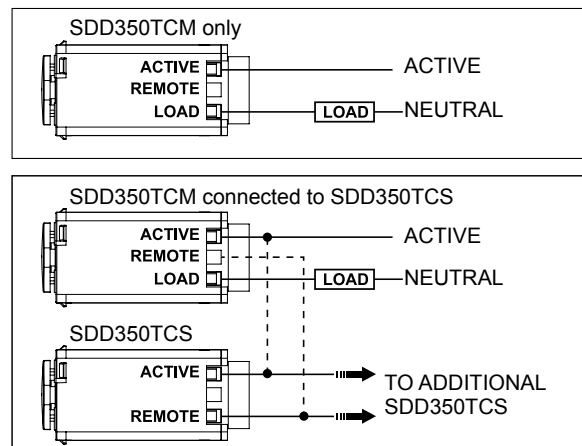 SDD350TCM only
ACTIVE ACTIVE
REMOTE
LOAD LOAD NEUTRAL
SDD350TCM connected to SDD350TCS
ACTIVE ACTIVE
REMOTE
LOAD LOAD NEUTRAL
SDD350TCS
ACTIVE
TO ADDITIONAL
SDD350TCS
REMOTE